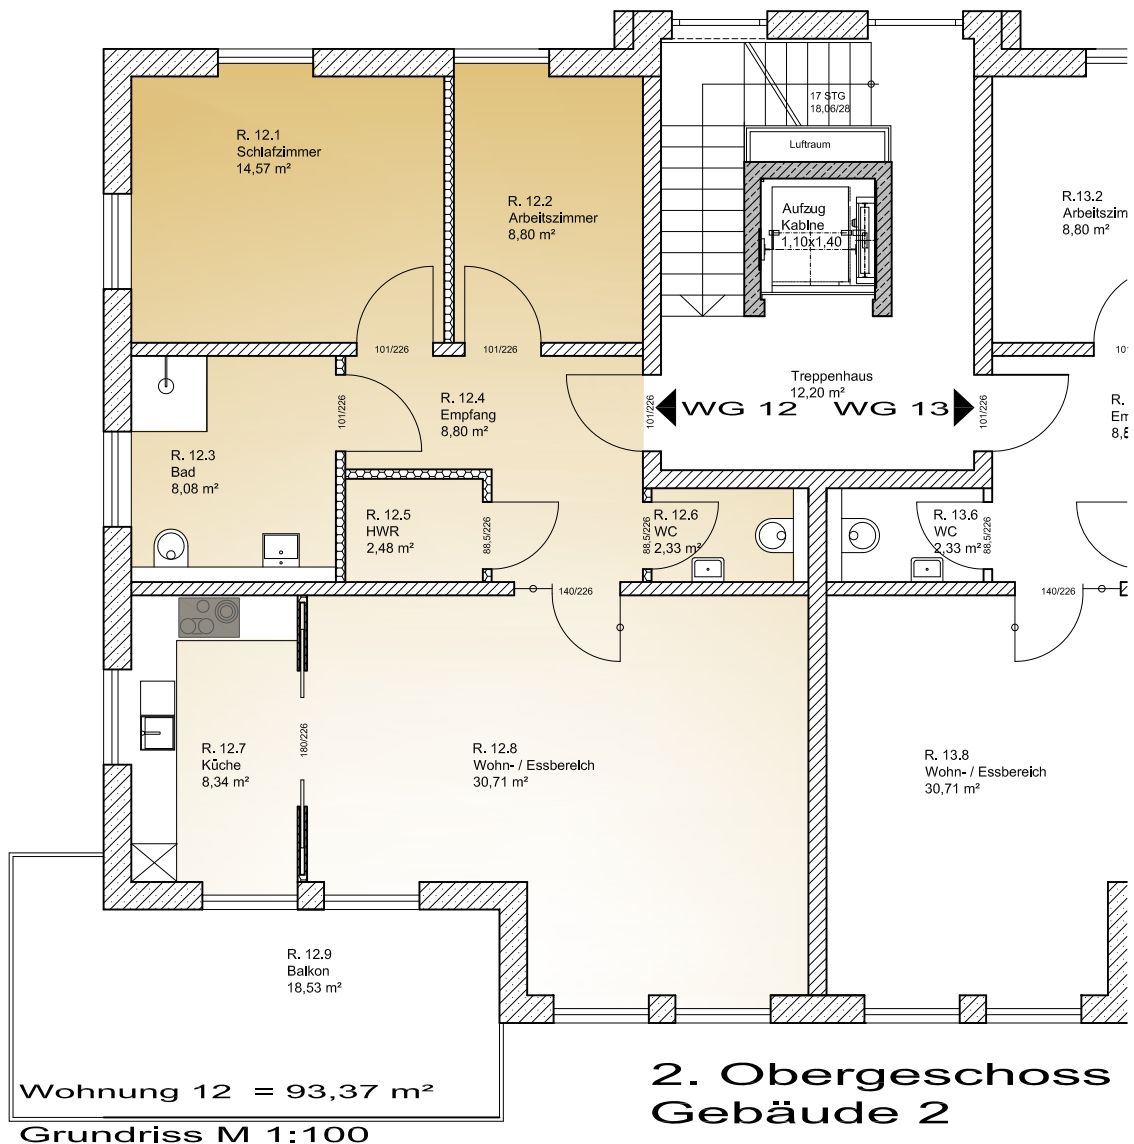 17 STG
18,06/28
Luftraum
R. 12.1
Schlafzimmer
14,57 m²
R. 12.2
Arbeitszimmer
8,80 m²
Aufzug
Kabine
1,10x1,40
R.13.2
Arbeitszim
8,80 m²
101/226
101/226
101/226
R. 12.4
Empfang
8,80 m²
Treppenhaus
12,20 m²
101/226
WG 12
WG 13
101/226
R.
Em
R. 12.3
Bad
8,08 m²
R. 12.5
HWR
2,48 m²
88,5/226
88,5/226
R. 12.6
WC
2,33 m²
R. 13.6
WC
2,33 m²
88,5/226
140/226
140/226
R. 12.7
Küche
8,34 m²
180/226
R. 12.8
Wohn- / Essbereich
30,71 m²
R. 13.8
Wohn- / Essbereich
30,71 m²
R. 12.9
Balkon
18,53 m²
Wohnung 12 = 93,37 m²
Grundriss M 1:100
2. Obergeschoss
Gebäude 2